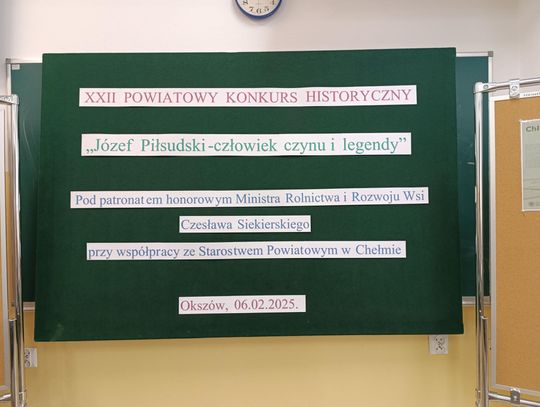 XXII POWIATOWY KONKURS HISTORYCZNY
„Józef Piłsudski-człowiek czynu i legendy”
Pod patronatem honorowym Ministra Rolnictwa i Rozwoju Wsi
Czesława Siekierskiego
przy współpracy ze Starostwem Powiatowym w Chełmie
Okszów, 06.02.2025.